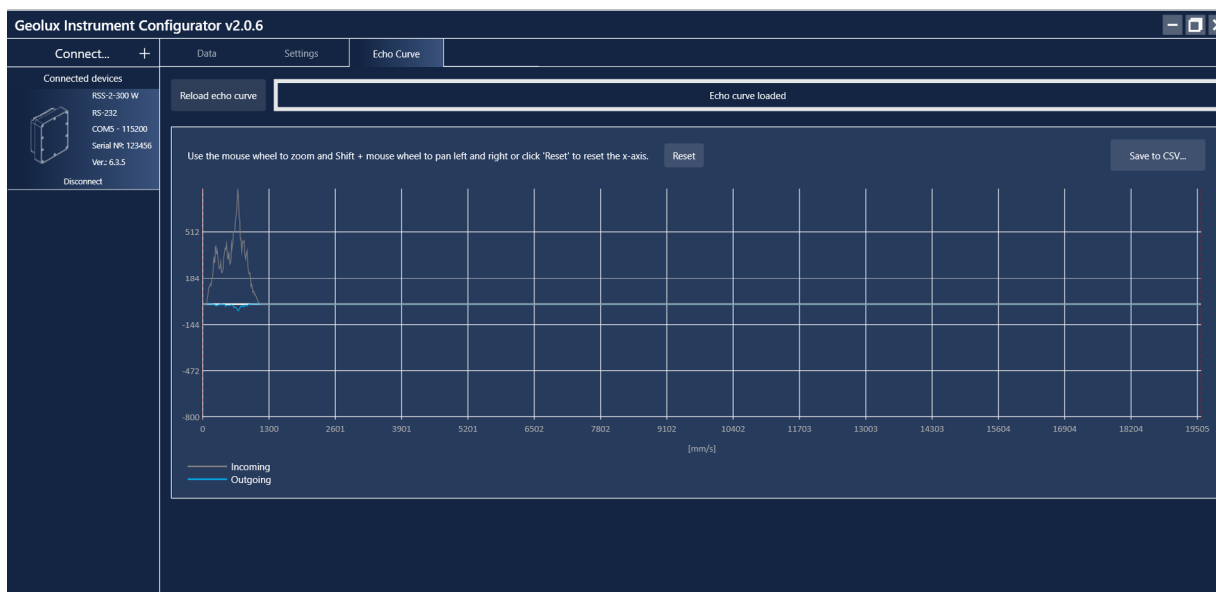 Geolux Instrument Configurator v2.0.6
Connect... +
Data Settings Echo Curve
Connected devices
RSS-2-300 W
RS-232
COM5 - 115200
Serial №: 123456
Ver.: 6.3.5
Disconnect
Reload echo curve
Echo curve loaded
Use the mouse wheel to zoom and Shift + mouse wheel to pan left and right or click 'Reset' to reset the x-axis.
Reset
Save to CSV...
512
184
-144
-472
-800
0 1300 2601 3901 5201 6502 7802 9102 10402 11703 13003 14303 15604 16904 18204 19505
[mm/s]
Incoming
Outgoing